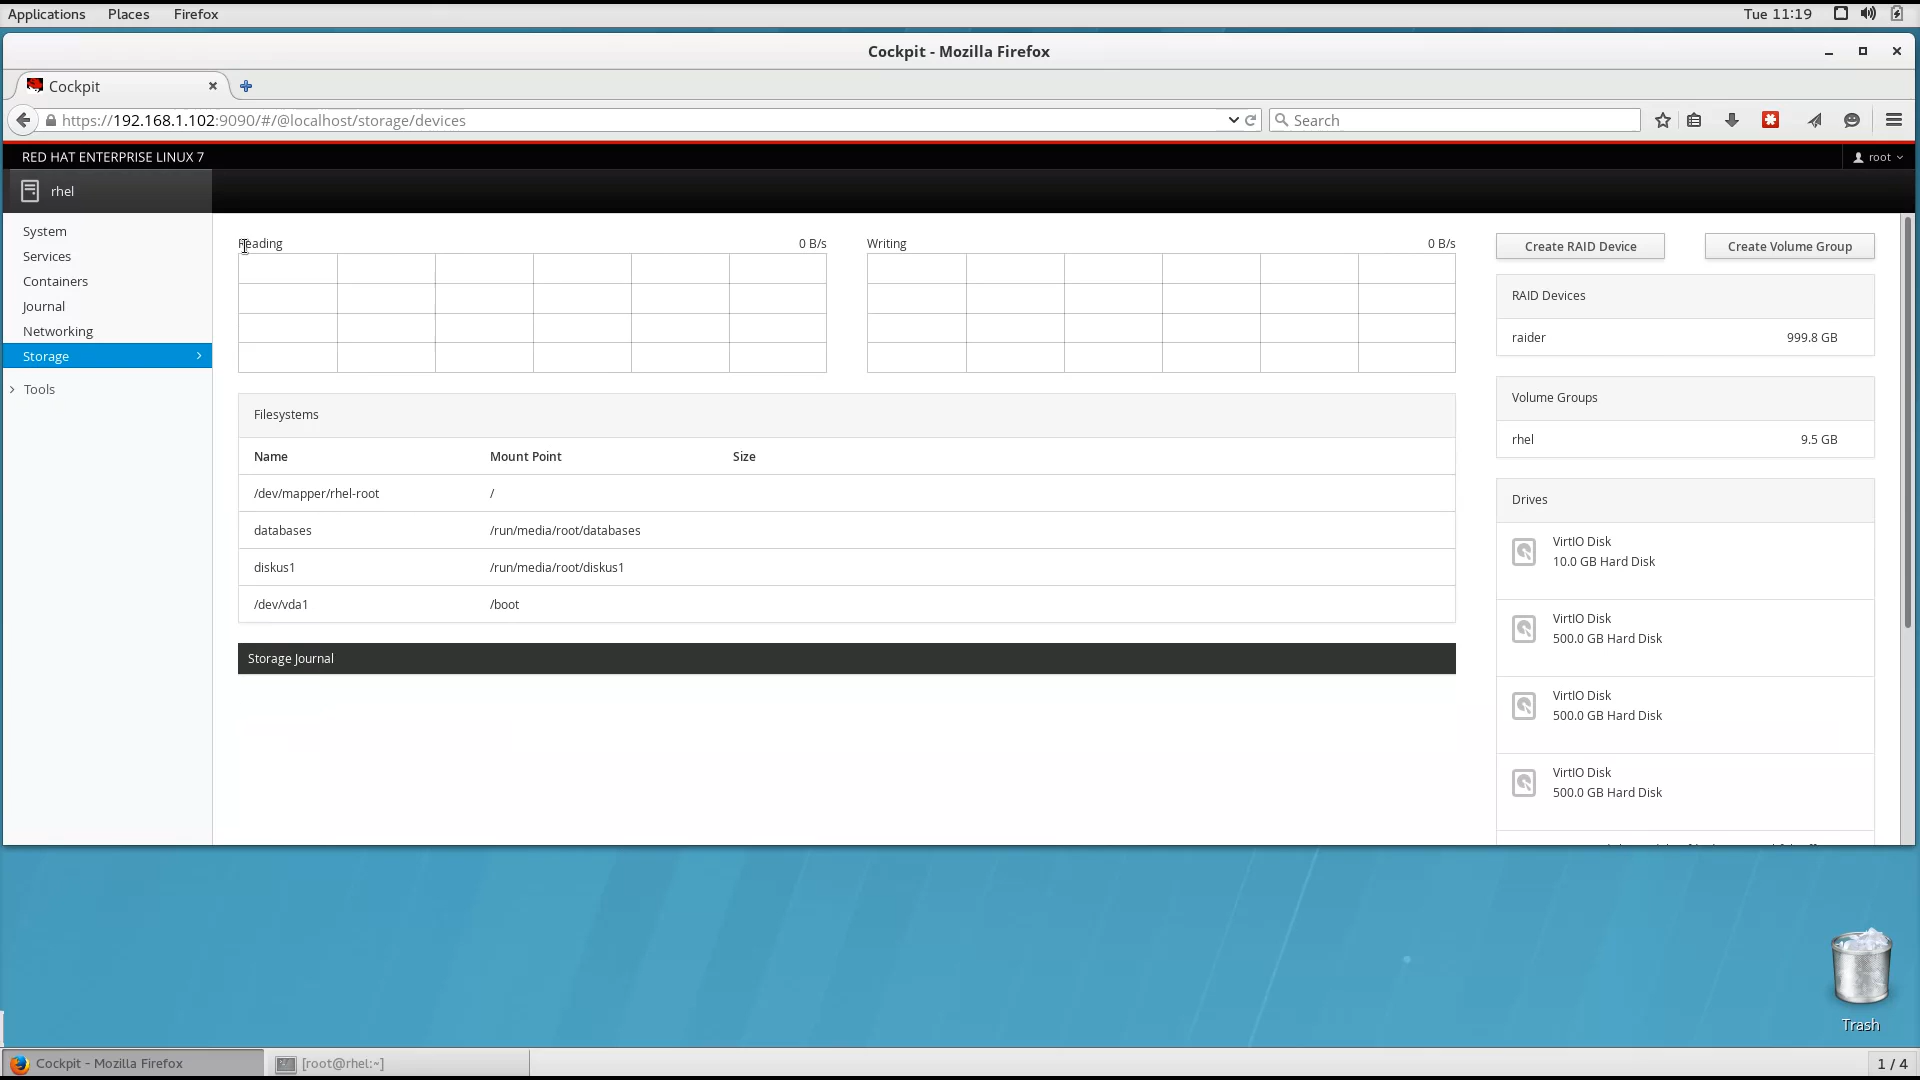 Applications Places Firefox Tue 11:19
Cockpit - Mozilla Firefox
Cockpit
https://192.168.1.102:9090/#/@localhost/storage/devices Search
RED HAT ENTERPRISE LINUX 7 root
rhel
System
Services
Containers
Journal
Networking
Storage
Tools
Reading 0 B/s
Writing 0 B/s
Filesystems
Name Mount Point Size
/dev/mapper/rhel-root /
databases /run/media/root/databases
diskus1 /run/media/root/diskus1
/dev/vda1 /boot
Storage Journal
Create RAID Device Create Volume Group
RAID Devices
raider 999.8 GB
Volume Groups
rhel 9.5 GB
Drives
VirtIO Disk
10.0 GB Hard Disk
VirtIO Disk
500.0 GB Hard Disk
VirtIO Disk
500.0 GB Hard Disk
VirtIO Disk
500.0 GB Hard Disk
Trash
Cockpit - Mozilla Firefox [root@rhel:~] 1 / 4